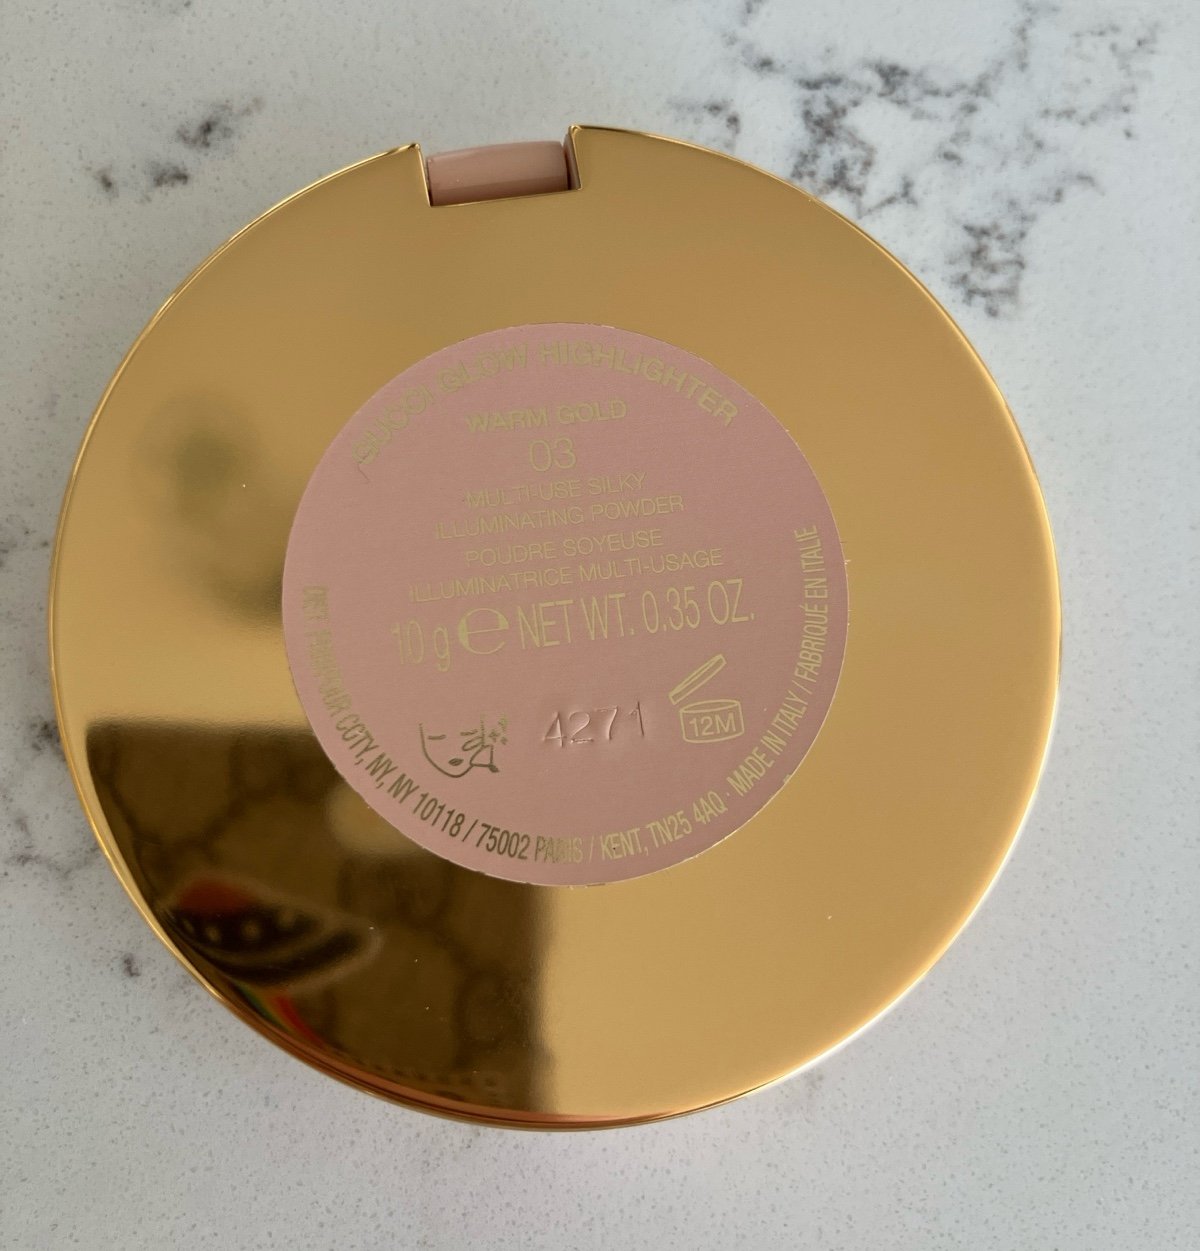 GUCCI GLOW HIGHLIGHTER
WARM GOLD
03
MULTI-USE SILKY
ILLUMINATING POWDER
POUDRE SOYEUSE
ILLUMINATRICE MULTI-USAGE
10 g ℮ NET WT. 0.35 OZ.
4271
12M
CCTY, NY, NY 10118 / 75002 PARIS / KENT, TN25 4AQ · MADE IN ITALY / FABRIQUÉ EN ITALIE